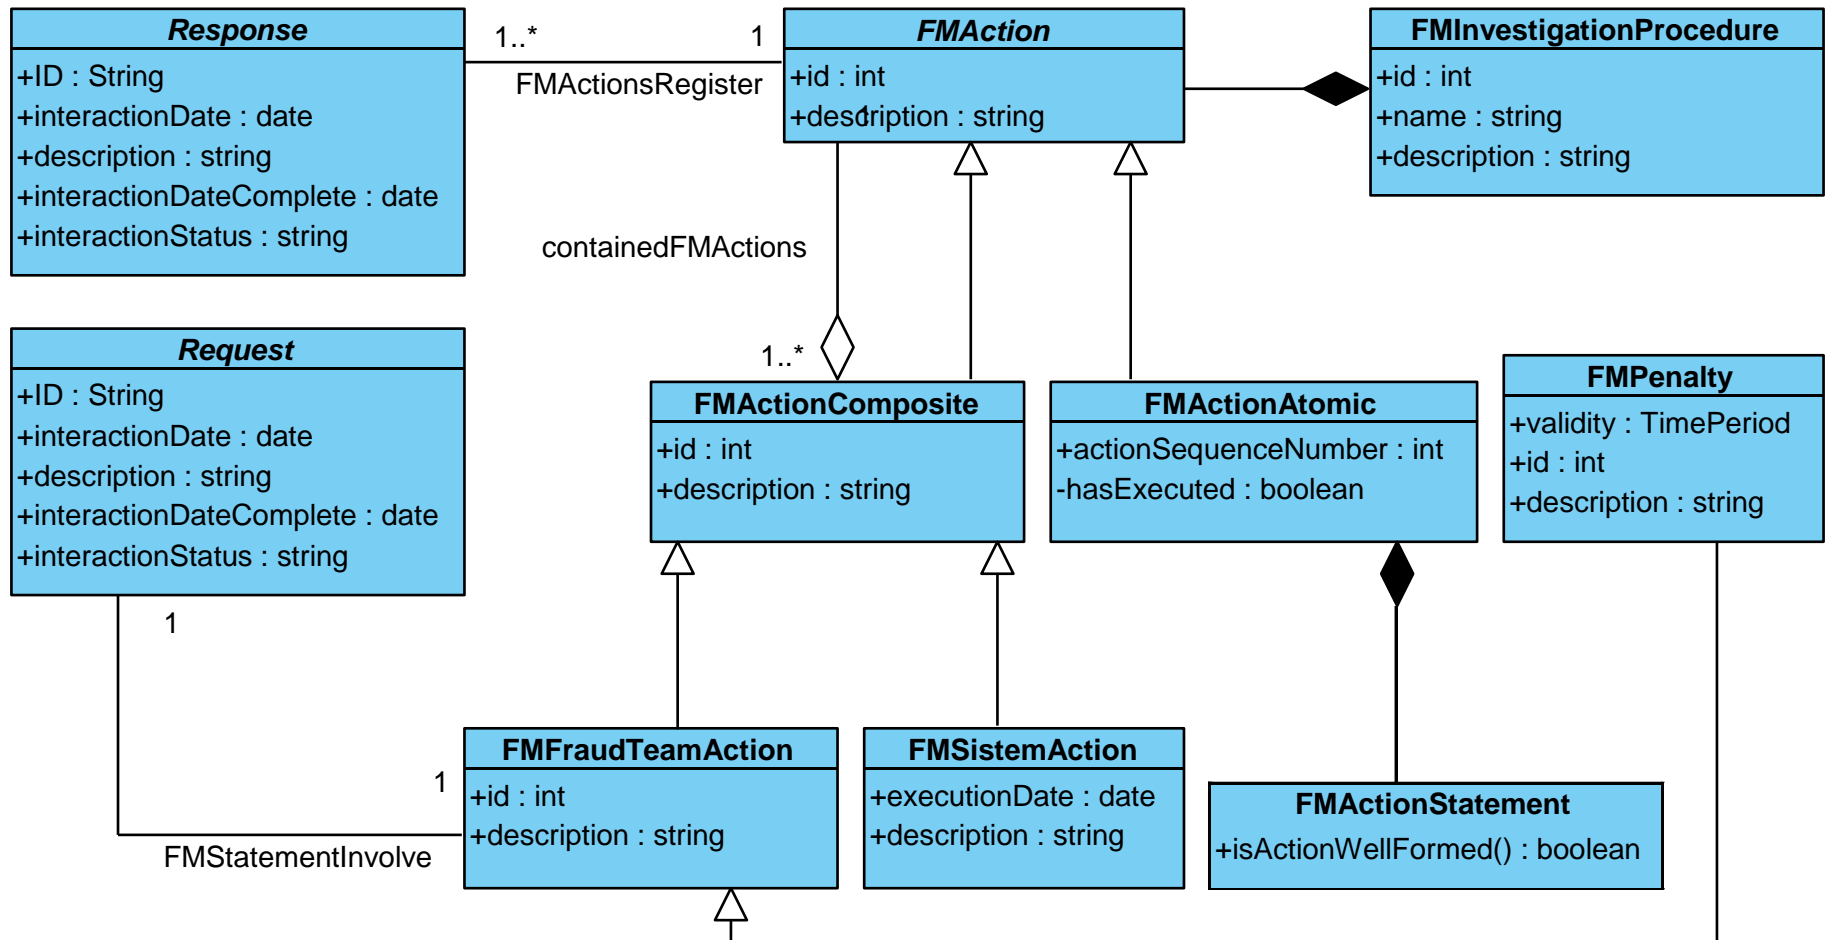 Response
+ID : String
+interactionDate : date
+description : string
+interactionDateComplete : date
+interactionStatus : string
1..*
1
FMActionsRegister
FMAction
+id : int
+description : string
1
FMInvestigationProcedure
+id : int
+name : string
+description : string
containedFMActions
1..*
Request
+ID : String
+interactionDate : date
+description : string
+interactionDateComplete : date
+interactionStatus : string
1
FMActionComposite
+id : int
+description : string
FMActionAtomic
+actionSequenceNumber : int
-hasExecuted : boolean
FMPenalty
+validity : TimePeriod
+id : int
+description : string
1
FMStatementInvolve
FMFraudTeamAction
+id : int
+description : string
FMSistemAction
+executionDate : date
+description : string
FMActionStatement
+isActionWellFormed() : boolean